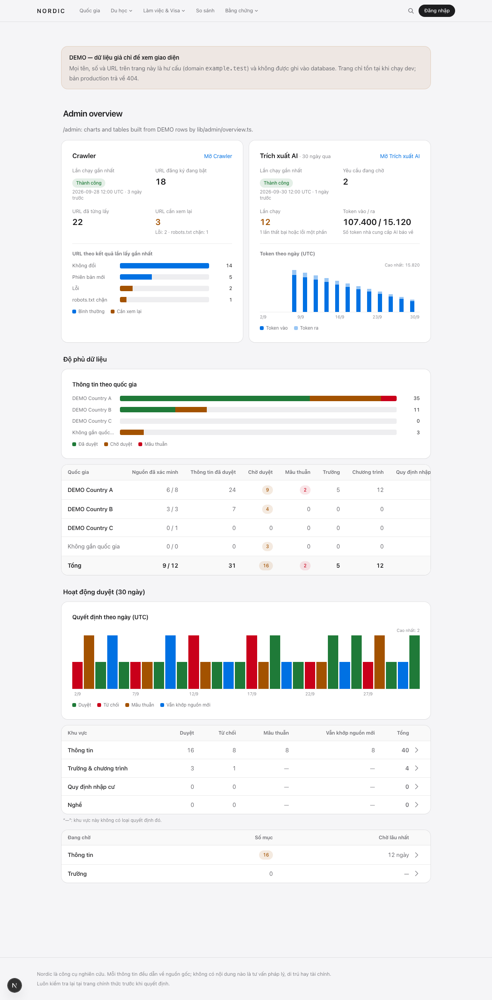 NORDIC Quốc gia Du học Làm việc & Visa So sánh Bằng chứng Đăng nhập
DEMO — dữ liệu giả chỉ để xem giao diện
Mọi tên, số và URL trên trang này là hư cấu (domain example.test) và không được ghi vào database. Trang chỉ tồn tại khi chạy dev;
bản production trả về 404.
Admin overview
/admin: charts and tables built from DEMO rows by lib/admin/overview.ts.
Crawler Mở Crawler
Lần chạy gần nhất URL đăng ký đang bật
Thành công 18
2026-09-28 12:00 UTC · 3 ngày
trước
URL đã từng lấy URL cần xem lại
22 3
Lỗi: 2 · robots.txt chặn: 1
URL theo kết quả lần lấy gần nhất
Không đổi 14
Phiên bản mới 5
Lỗi 2
robots.txt chặn 1
Bình thường Cần xem lại
Trích xuất AI · 30 ngày qua Mở Trích xuất AI
Lần chạy gần nhất Yêu cầu đang chờ
Thành công 2
2026-09-30 12:00 UTC · 1 ngày
trước
Lần chạy Token vào / ra
12 107.400 / 15.120
1 lần thất bại hoặc lỗi một phần Số token nhà cung cấp AI báo về
Token theo ngày (UTC)
Cao nhất: 15.820
2/9 9/9 16/9 23/9 30/9
Token vào Token ra
Độ phủ dữ liệu
Thông tin theo quốc gia
DEMO Country A 35
DEMO Country B 11
DEMO Country C 0
Không gắn quốc... 3
Đã duyệt Chờ duyệt Mâu thuẫn
Quốc gia Nguồn đã xác minh Thông tin đã duyệt Chờ duyệt Mâu thuẫn Trường Chương trình Quy định nhập
DEMO Country A 6 / 8 24 9 2 5 12
DEMO Country B 3 / 3 7 4 0 0 0
DEMO Country C 0 / 1 0 0 0 0 0
Không gắn quốc gia 0 / 0 0 3 0 0 0
Tổng 9 / 12 31 16 2 5 12
Hoạt động duyệt (30 ngày)
Quyết định theo ngày (UTC)
Cao nhất: 2
2/9 7/9 12/9 17/9 22/9 27/9
Duyệt Từ chối Mâu thuẫn Vẫn khớp nguồn mới
Khu vực Duyệt Từ chối Mâu thuẫn Vẫn khớp nguồn mới Tổng
Thông tin 16 8 8 8 40
Trường & chương trình 3 1 — — 4
Quy định nhập cư 0 0 — — 0
Nghề 0 0 — — 0
“—”: khu vực này không có loại quyết định đó.
Đang chờ Số mục Chờ lâu nhất
Thông tin 16 12 ngày
Trường 0 —
Nordic là công cụ nghiên cứu. Mỗi thông tin đều dẫn về nguồn gốc; không có nội dung nào là tư vấn pháp lý, di trú hay tài chính.
Luôn kiểm tra lại tại trang chính thức trước khi quyết định.
N